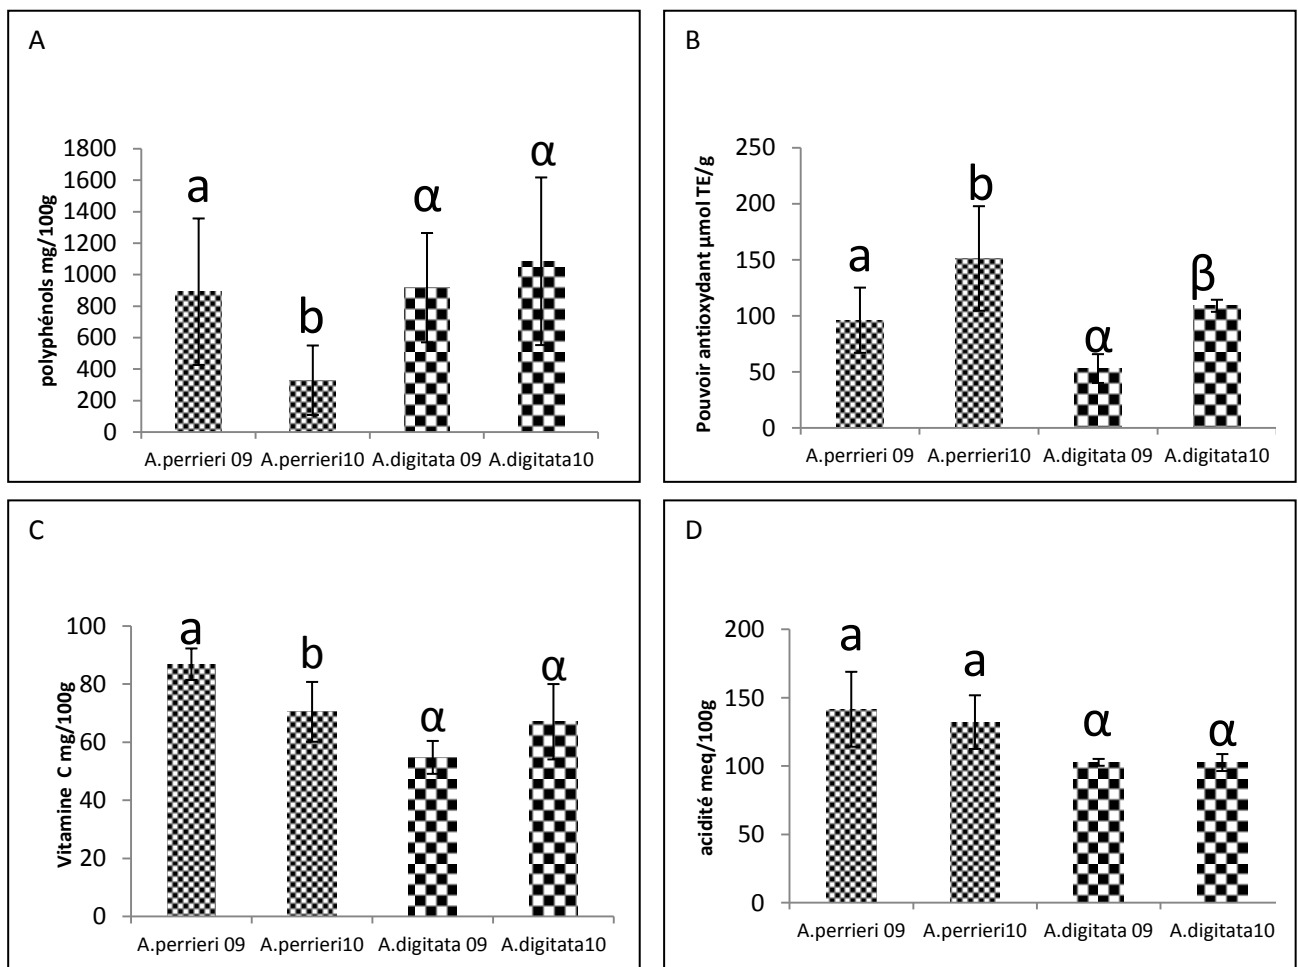 A
polyphénols mg/100g
1800
1600
1400
1200
1000
800
600
400
200
0
a
b
α
α
A.perrieri 09 A.perrieri10 A.digitata 09 A.digitata10
B
Pouvoir antioxydant µmol TE/g
250
200
150
100
50
0
a
b
α
β
A.perrieri 09 A.perrieri10 A.digitata 09 A.digitata10
C
Vitamine C mg/100g
100
80
60
40
20
0
a
b
α
α
A.perrieri 09 A.perrieri10 A.digitata 09 A.digitata10
D
acidité meq/100g
200
150
100
50
0
a
a
α
α
A.perrieri 09 A.perrieri10 A.digitata 09 A.digitata10